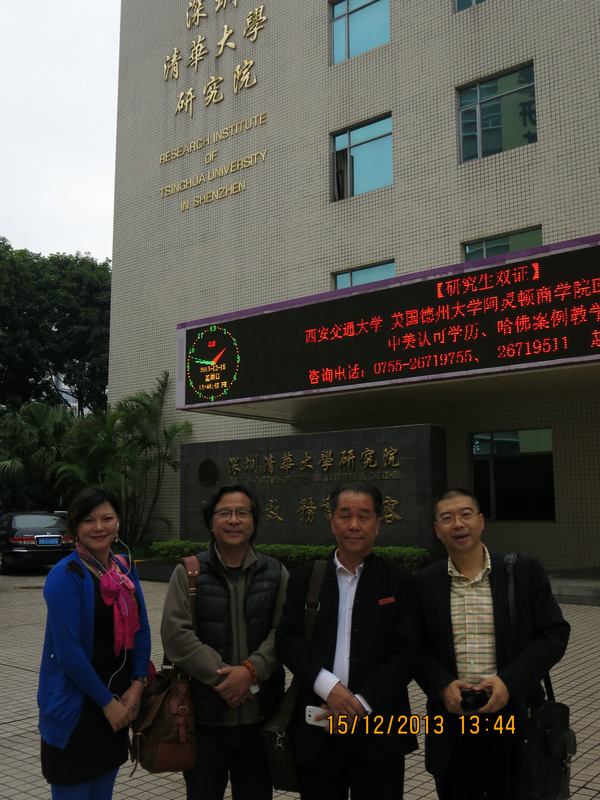 深圳
清華大學
研究院
RESEARCH INSTITUTE
OF
TSINGHUA UNIVERSITY
IN SHENZHEN
【研究生双证】
西安交通大学 美国德州大学阿灵顿商学院
中美认可学历、哈佛案例教学
咨询电话: 0755-26719755、 26719511
深圳清華大學研究院
15/12/2013 13:44